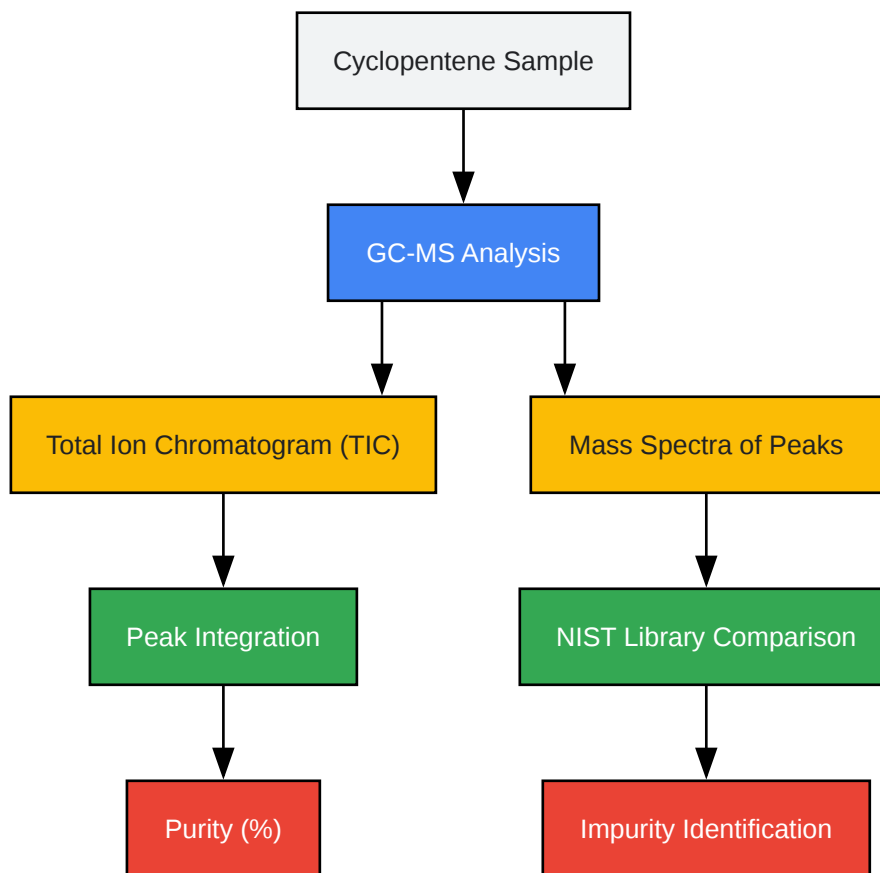 Cyclopentene Sample
GC-MS Analysis
Total Ion Chromatogram (TIC)
Mass Spectra of Peaks
Peak Integration
NIST Library Comparison
Purity (%)
Impurity Identification